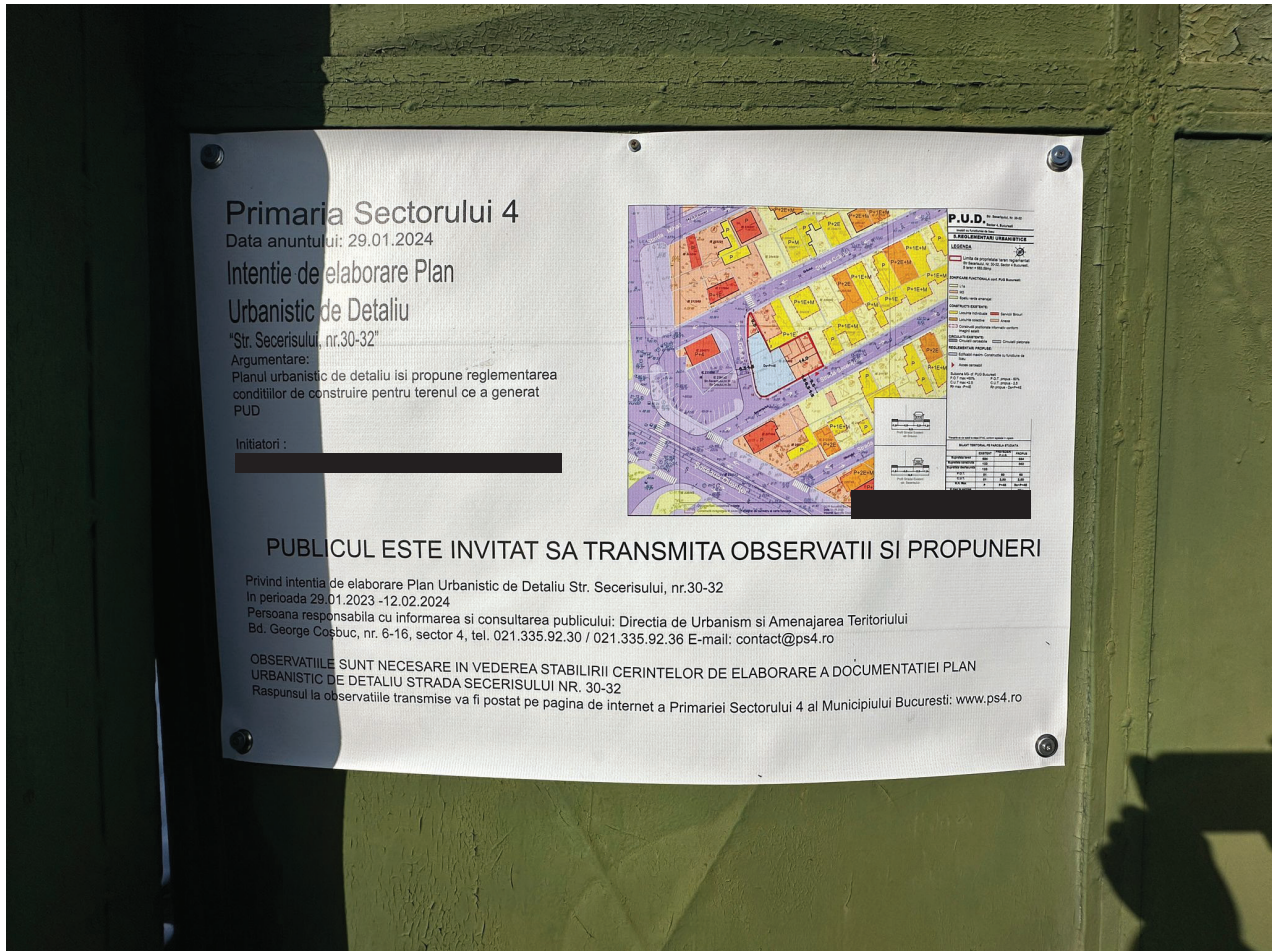 Primaria Sectorului 4
Data anuntului: 29.01.2024
Intentie de elaborare Plan
Urbanistic de Detaliu
"Str. Secerisului, nr.30-32"
Argumentare:
Planul urbanistic de detaliu isi propune reglementarea
conditiilor de construire pentru terenul ce a generat
PUD
Initiatori :
P.U.D.
II.REGLEMENTARI URBANISTICE
LEGENDA
PUBLICUL ESTE INVITAT SA TRANSMITA OBSERVATII SI PROPUNERI
Privind intentia de elaborare Plan Urbanistic de Detaliu Str. Secerisului, nr.30-32
In perioada 29.01.2023 -12.02.2024
Persoana responsabila cu informarea si consultarea publicului: Directia de Urbanism si Amenajarea Teritoriului
Bd. George Coșbuc, nr. 6-16, sector 4, tel. 021.335.92.30 / 021.335.92.36 E-mail: contact@ps4.ro
OBSERVATIILE SUNT NECESARE IN VEDEREA STABILIRII CERINTELOR DE ELABORARE A DOCUMENTATIEI PLAN
URBANISTIC DE DETALIU STRADA SECERISULUI NR. 30-32
Raspunsul la observatiile transmise va fi postat pe pagina de internet a Primariei Sectorului 4 al Municipiului Bucuresti: www.ps4.ro